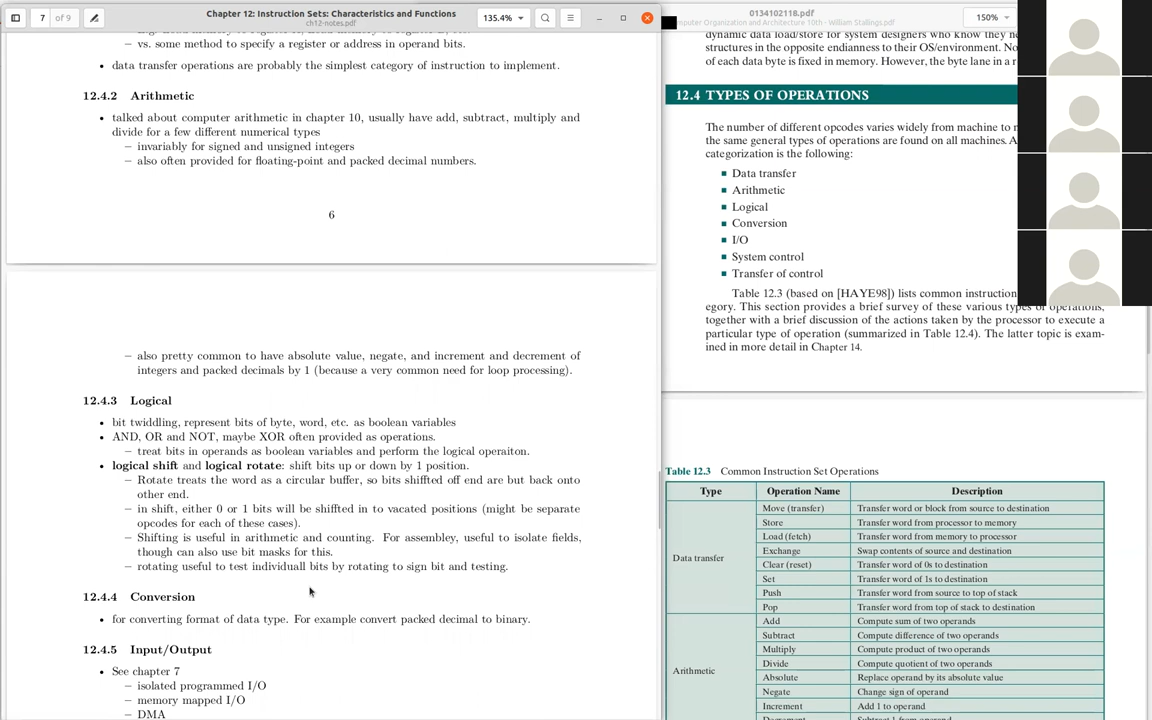 7 of 9
Chapter 12: Instruction Sets: Characteristics and Functions
ch12-notes.pdf
135.4%
– vs. some method to specify a register or address in operand bits.
• data transfer operations are probably the simplest category of instruction to implement.
12.4.2 Arithmetic
• talked about computer arithmetic in chapter 10, usually have add, subtract, multiply and
divide for a few different numerical types
– invariably for signed and unsigned integers
– also often provided for floating-point and packed decimal numbers.
6
– also pretty common to have absolute value, negate, and increment and decrement of
integers and packed decimals by 1 (because a very common need for loop processing).
12.4.3 Logical
• bit twiddling, represent bits of byte, word, etc. as boolean variables
• AND, OR and NOT, maybe XOR often provided as operations.
– treat bits in operands as boolean variables and perform the logical operaiton.
• logical shift and logical rotate: shift bits up or down by 1 position.
– Rotate treats the word as a circular buffer, so bits shiffted off end are but back onto
other end.
– in shift, either 0 or 1 bits will be shiffted in to vacated positions (might be separate
opcodes for each of these cases).
– Shifting is useful in arithmetic and counting. For assembley, useful to isolate fields,
though can also use bit masks for this.
– rotating useful to test individuall bits by rotating to sign bit and testing.
12.4.4 Conversion
• for converting format of data type. For example convert packed decimal to binary.
12.4.5 Input/Output
• See chapter 7
– isolated programmed I/O
– memory mapped I/O
– DMA
0134102118.pdf
mputer Organization and Architecture 10th - William Stallings.pdf
150%
dynamic data load/store for system designers who know they ne
structures in the opposite endianness to their OS/environment. No
of each data byte is fixed in memory. However, the byte lane in a r
12.4 TYPES OF OPERATIONS
The number of different opcodes varies widely from machine to m
the same general types of operations are found on all machines. A
categorization is the following:
■ Data transfer
■ Arithmetic
■ Logical
■ Conversion
■ I/O
■ System control
■ Transfer of control
Table 12.3 (based on [HAYE98]) lists common instruction
egory. This section provides a brief survey of these various types of operations,
together with a brief discussion of the actions taken by the processor to execute a
particular type of operation (summarized in Table 12.4). The latter topic is exam-
ined in more detail in Chapter 14.
Table 12.3 Common Instruction Set Operations
Type Operation Name Description
Data transfer
Move (transfer) Transfer word or block from source to destination
Store Transfer word from processor to memory
Load (fetch) Transfer word from memory to processor
Exchange Swap contents of source and destination
Clear (reset) Transfer word of 0s to destination
Set Transfer word of 1s to destination
Push Transfer word from source to top of stack
Pop Transfer word from top of stack to destination
Arithmetic
Add Compute sum of two operands
Subtract Compute difference of two operands
Multiply Compute product of two operands
Divide Compute quotient of two operands
Absolute Replace operand by its absolute value
Negate Change sign of operand
Increment Add 1 to operand
Decrement Subtract 1 from operand